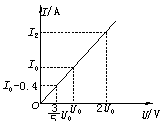 I/A
I₂
I₀
I₀-0.4
O
3/5 U₀
U₀
2U₀
U/V